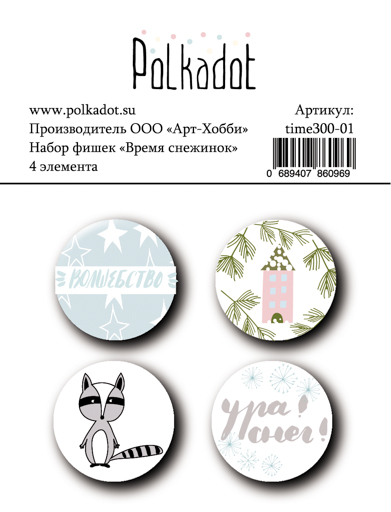 Polkadot
www.polkadot.su
Производитель ООО «Арт-Хобби»
Набор фишек «Время снежинок»
4 элемента
Артикул:
time300-01
0 689407 860969
ВОЛШЕБСТВО
ура!
снег!